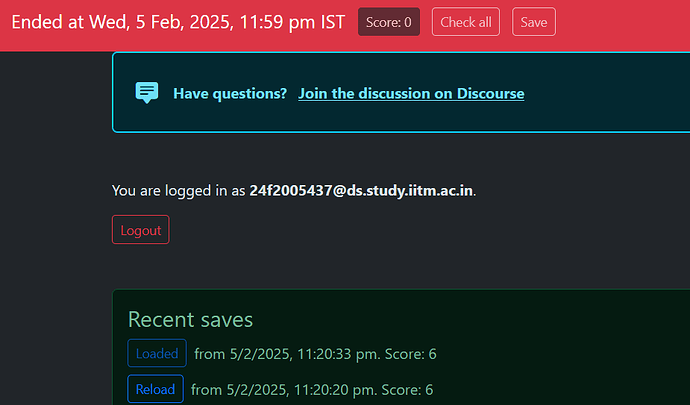 Ended at Wed, 5 Feb, 2025, 11:59 pm IST Score: 0 Check all Save
Have questions? Join the discussion on Discourse
You are logged in as 24f2005437@ds.study.iitm.ac.in.
Logout
Recent saves
Loaded from 5/2/2025, 11:20:33 pm. Score: 6
Reload from 5/2/2025, 11:20:20 pm. Score: 6